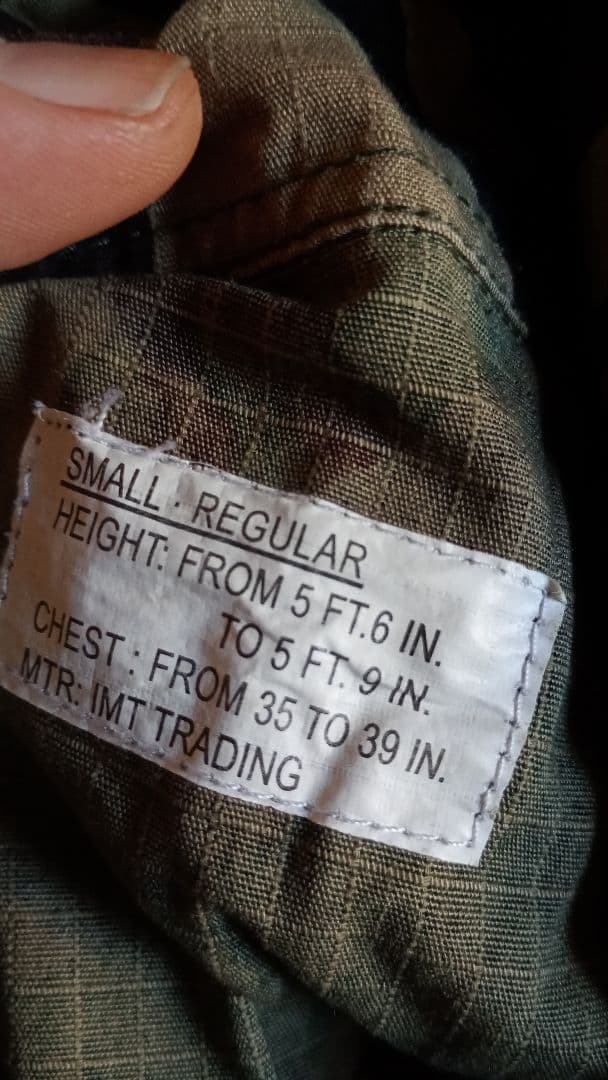 SMALL - REGULAR
HEIGHT: FROM 5 FT.6 IN.
TO 5 FT. 9 IN.
CHEST : FROM 35 TO 39 IN.
MTR: IMT TRADING